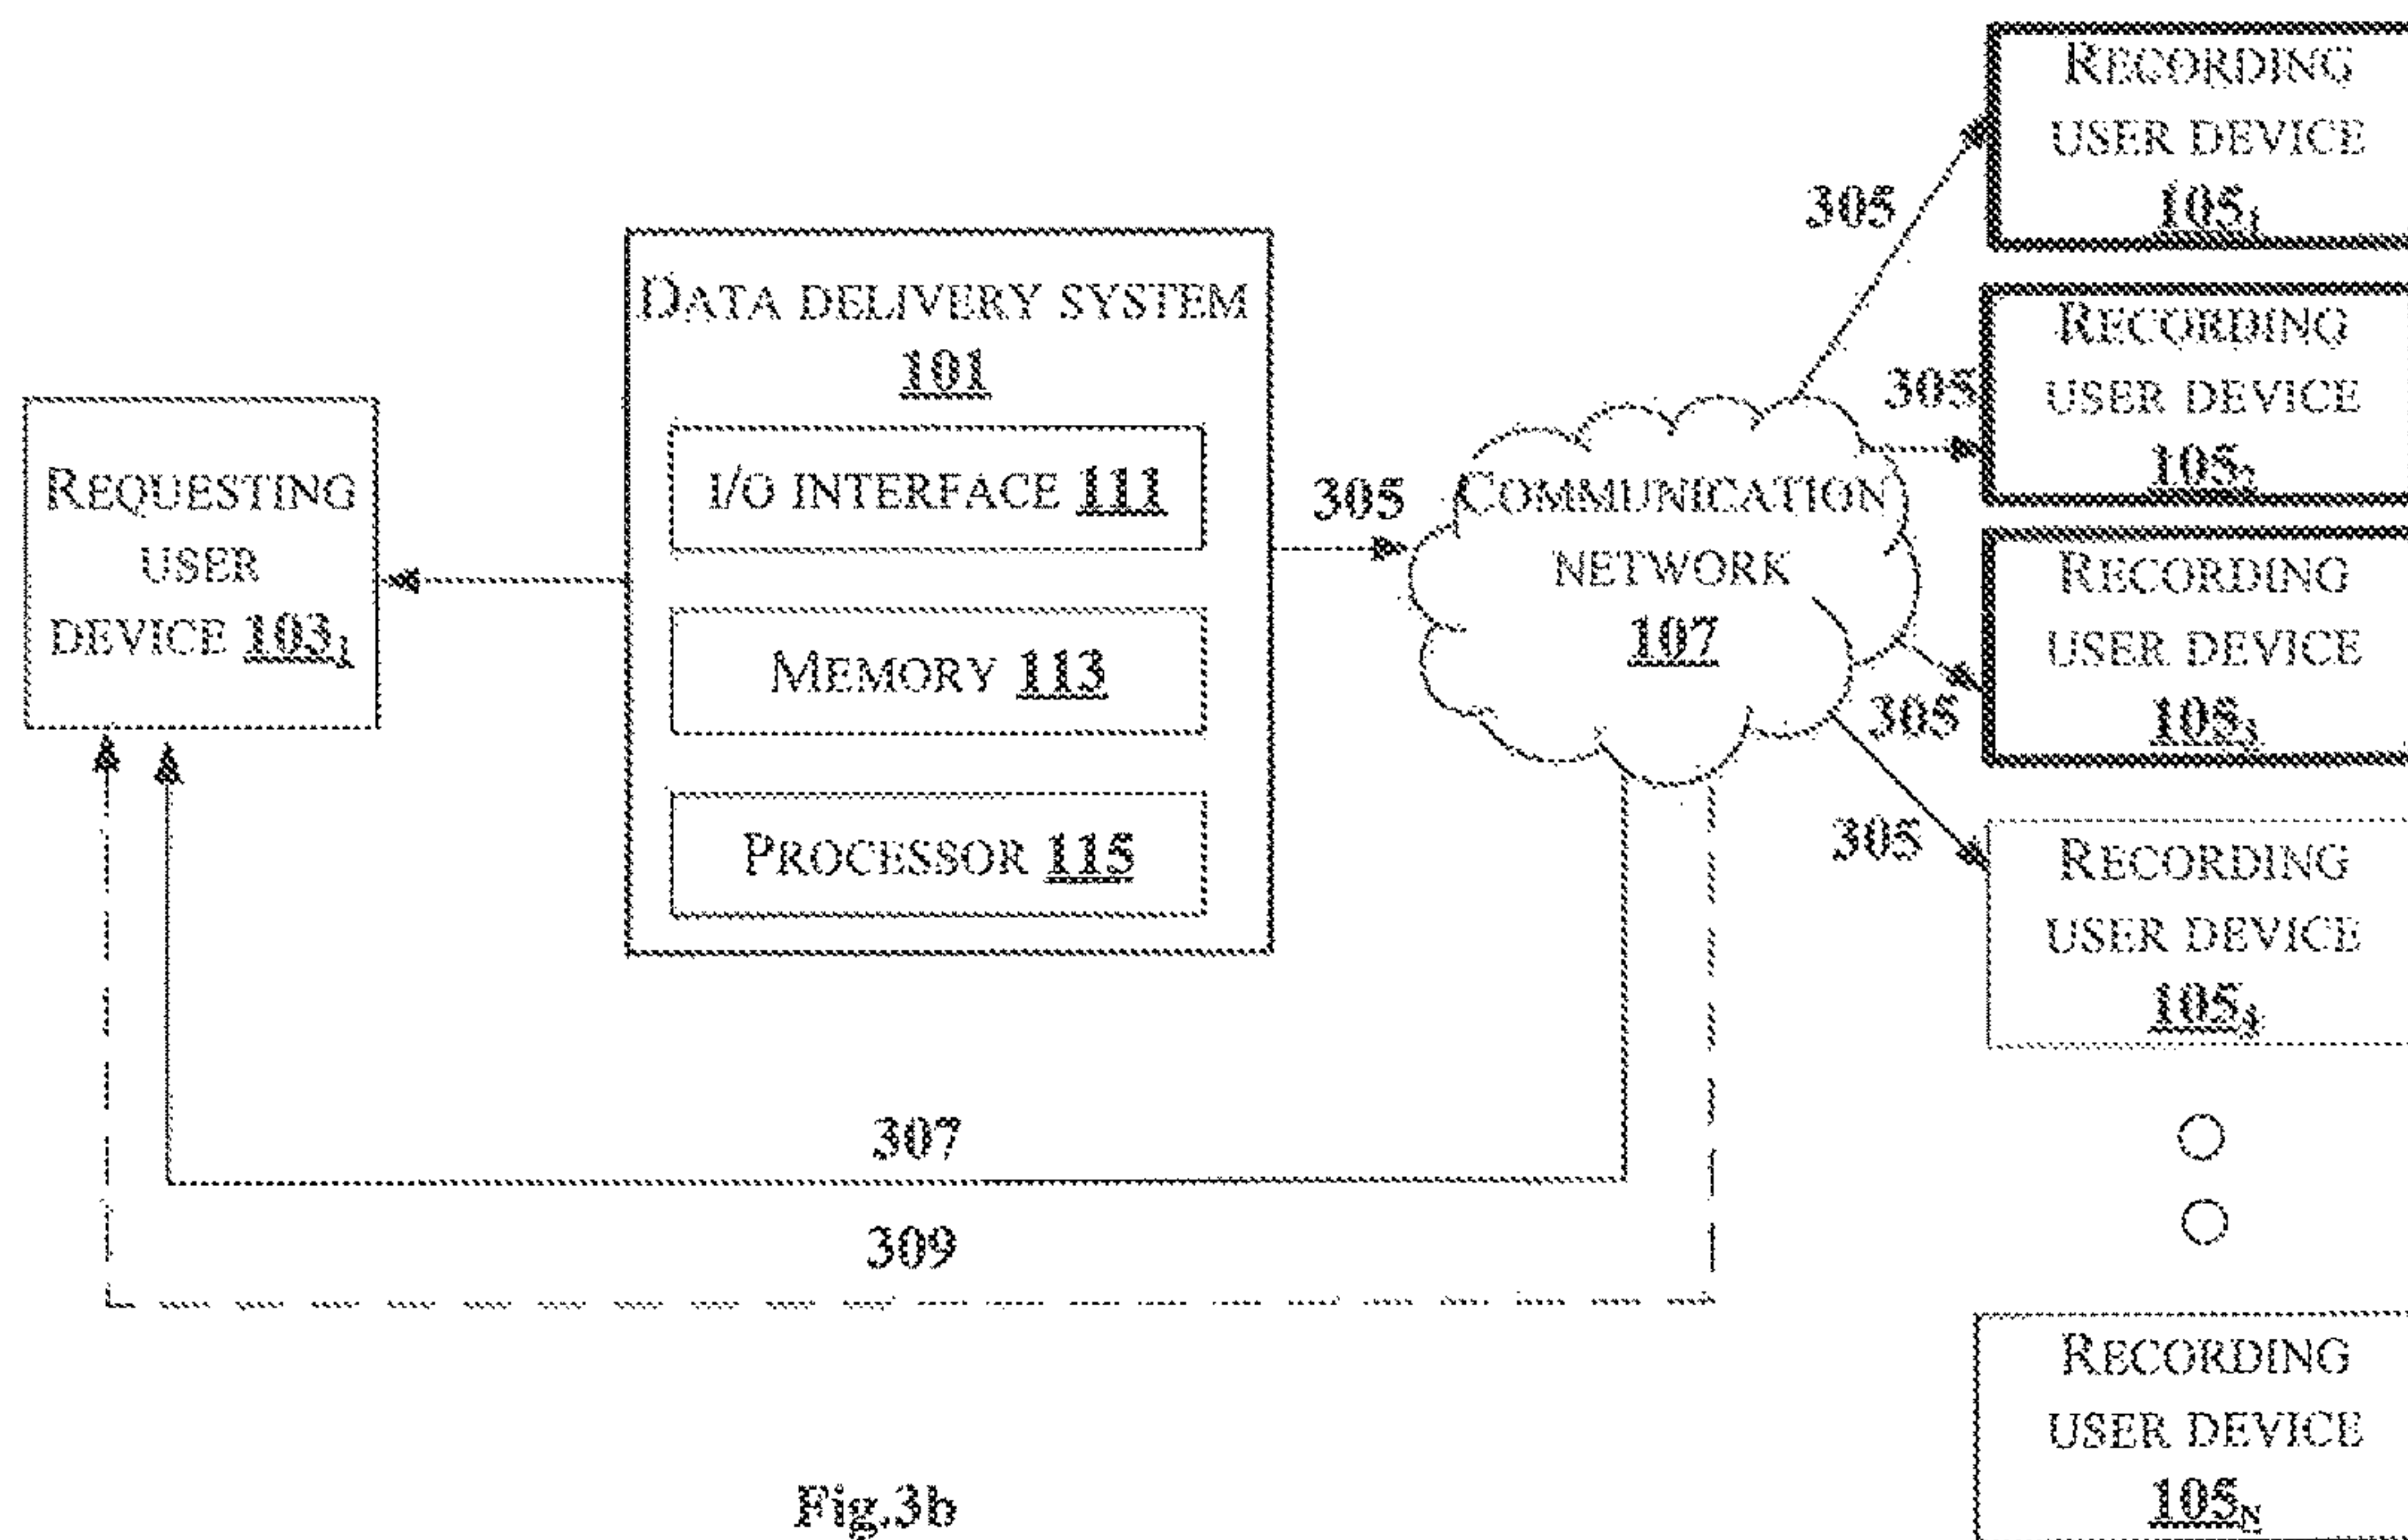 REQUESTING
USER
DEVICE 103₁
DATA DELIVERY SYSTEM
101
I/O INTERFACE 111
MEMORY 113
PROCESSOR 115
305
COMMUNICATION
NETWORK
107
305
305
305
305
RECORDING
USER DEVICE
105₁
RECORDING
USER DEVICE
105₂
RECORDING
USER DEVICE
105₃
RECORDING
USER DEVICE
105₄
RECORDING
USER DEVICE
105N
307
309
Fig.3b